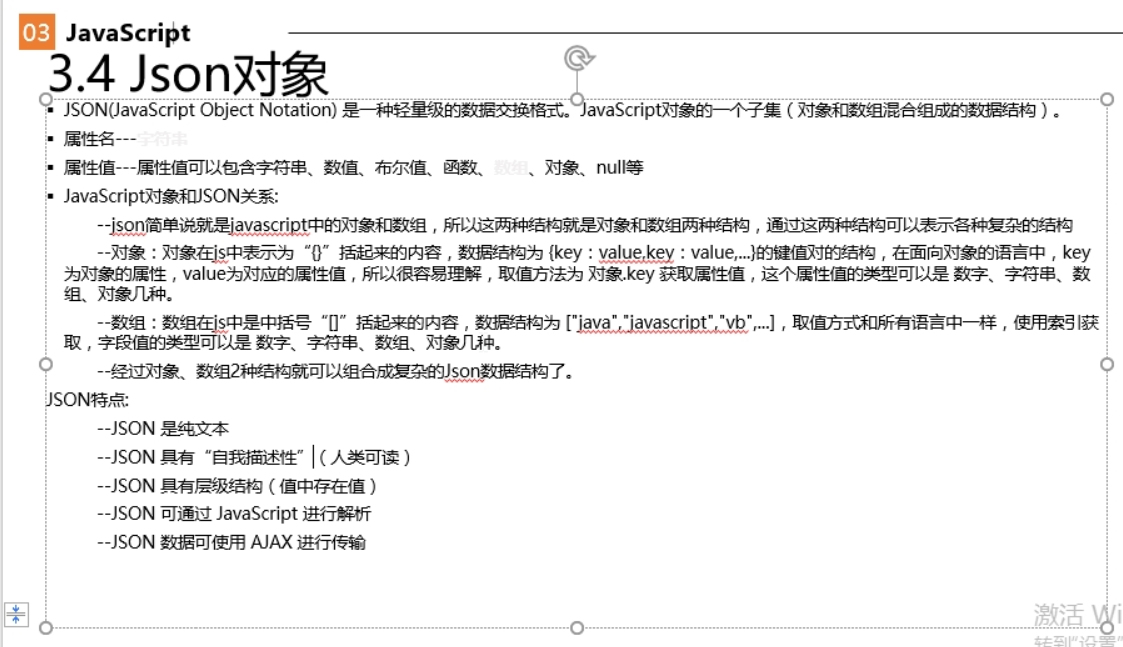 03 JavaScript
3.4 Json对象
▪ JSON(JavaScript Object Notation) 是一种轻量级的数据交换格式。JavaScript对象的一个子集（对象和数组混合组成的数据结构）。
▪ 属性名---字符串
▪ 属性值---属性值可以包含字符串、数值、布尔值、函数、数组、对象、null等
▪ JavaScript对象和JSON关系:
--json简单说就是javascript中的对象和数组，所以这两种结构就是对象和数组两种结构，通过这两种结构可以表示各种复杂的结构
--对象：对象在js中表示为“{}”括起来的内容，数据结构为 {key：value,key：value,...}的键值对的结构，在面向对象的语言中，key
为对象的属性，value为对应的属性值，所以很容易理解，取值方法为 对象.key 获取属性值，这个属性值的类型可以是 数字、字符串、数
组、对象几种。
--数组：数组在js中是中括号“[]”括起来的内容，数据结构为 ["java","javascript","vb",...]，取值方式和所有语言中一样，使用索引获
取，字段值的类型可以是 数字、字符串、数组、对象几种。
--经过对象、数组2种结构就可以组合成复杂的Json数据结构了。
JSON特点:
--JSON 是纯文本
--JSON 具有“自我描述性”（人类可读）
--JSON 具有层级结构（值中存在值）
--JSON 可通过 JavaScript 进行解析
--JSON 数据可使用 AJAX 进行传输
激活 Wi
转到"设置"